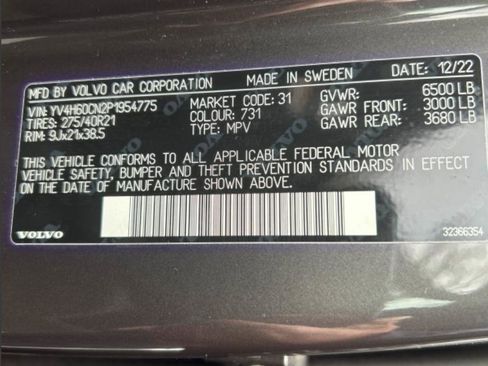 MFD BY VOLVO CAR CORPORATION MADE IN SWEDEN DATE: 12/22
VIN: YV4H60CN2P1954775 MARKET CODE: 31 GVWR: 6500 LB
TIRES: 275/40R21 COLOUR: 731 GAWR FRONT: 3000 LB
RIM: 9Jx21x38.5 TYPE: MPV GAWR REAR: 3680 LB
THIS VEHICLE CONFORMS TO ALL APPLICABLE FEDERAL MOTOR
VEHICLE SAFETY, BUMPER AND THEFT PREVENTION STANDARDS IN EFFECT
ON THE DATE OF MANUFACTURE SHOWN ABOVE.
VOLVO 32366354